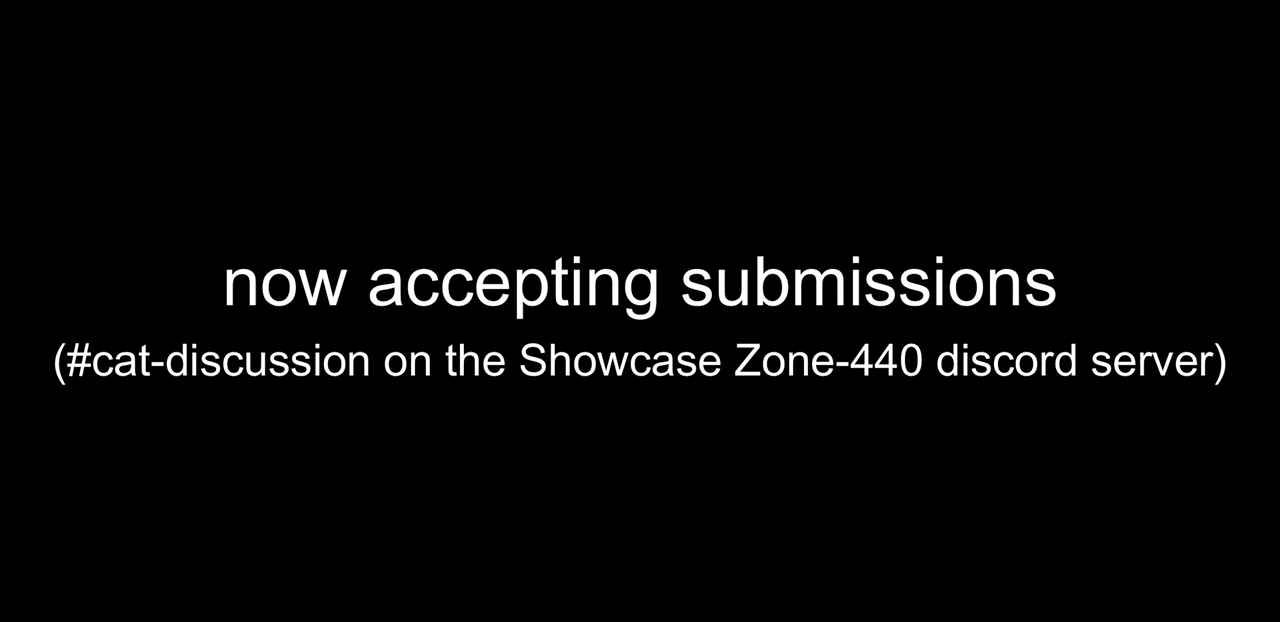 now accepting submissions
(#cat-discussion on the Showcase Zone-440 discord server)